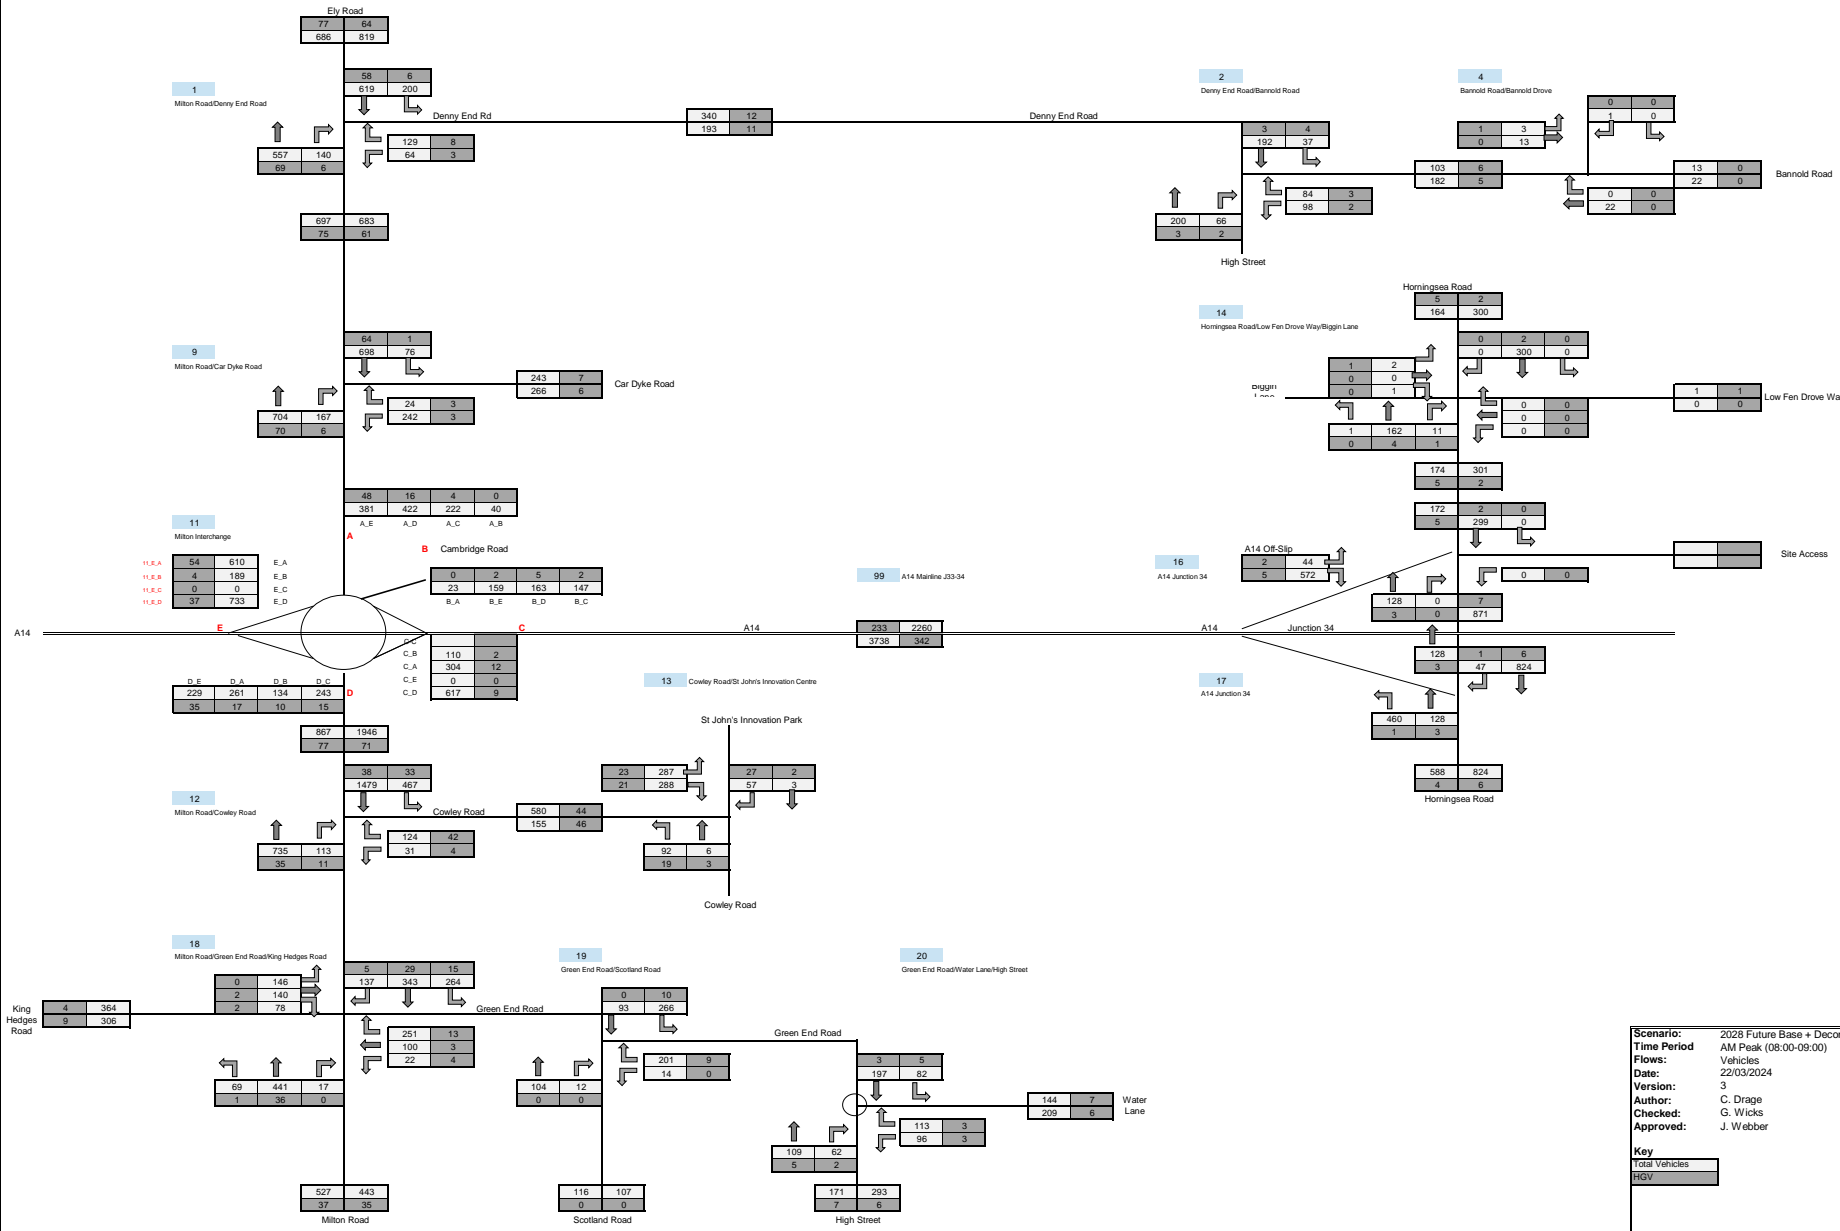 Ely Road
77 64
686 819
58 6
619 200
1
Milton Road/Denny End Road
Denny End Rd
129 8
64 3
557 140
69 6
340 12
193 11
Denny End Road
2
Denny End Road/Bannold Road
3 4
192 37
84 3
98 2
200 66
3 2
High Street
4
Bannold Road/Bannold Drove
0 0
1 0
1 3
0 13
103 6
182 5
0 0
22 0
13 0
22 0
Bannold Road
697 683
75 61
9
Milton Road/Car Dyke Road
64 1
698 76
243 7
266 6
Car Dyke Road
24 3
242 3
704 167
70 6
14
Horningsea Road/Low Fen Drove Way/Biggin Lane
Horningsea Road
5 2
164 300
0 2 0
0 300 0
1 2
0 0
0 1
Biggin
Lane
1 162 11
0 4 1
0 0
0 0
0 0
1 1
0 0
Low Fen Drove Wa
174 301
5 2
48 16 4 0
381 422 222 40
A_E A_D A_C A_B
A
11
Milton Interchange
11_E_A 54 610 E_A
11_E_B 4 189 E_B
11_E_C 0 0 E_C
11_E_D 37 733 E_D
B Cambridge Road
0 2 5 2
23 159 163 147
B_A B_E B_D B_C
99 A14 Mainline J33-34
16
A14 Junction 34
A14 Off-Slip
2 44
5 572
172 2 0
5 299 0
Site Access
0 0
128 0 7
3 0 871
A14
E
C
A14
233 2260
3738 342
A14
Junction 34
C_C
C_B 110 2
C_A 304 12
C_E 0 0
C_D 617 9
128 1 6
3 47 824
D_E D_A D_B D_C
229 261 134 243
35 17 10 15
D
13 Cowley Road/St John's Innovation Centre
17
A14 Junction 34
460 128
1 3
588 824
4 6
Horningsea Road
867 1946
77 71
St John's Innovation Park
38 33
1479 467
12
Milton Road/Cowley Road
Cowley Road
124 42
31 4
735 113
35 11
580 44
155 46
23 287
21 288
27 2
57 3
92 6
19 3
Cowley Road
18
Milton Road/Green End Road/King Hedges Road
0 146
2 140
2 78
5 29 15
137 343 264
King
Hedges
Road
4 364
9 306
Green End Road
251 13
100 3
22 4
69 441 17
1 36 0
527 443
37 35
Milton Road
19
Green End Road/Scotland Road
0 10
93 266
201 9
14 0
104 12
0 0
116 107
0 0
Scotland Road
20
Green End Road/Water Lane/High Street
Green End Road
3 5
197 82
144 7
209 6
Water
Lane
113 3
96 3
109 62
5 2
171 293
7 6
High Street
Scenario: 2028 Future Base + Decom
Time Period AM Peak (08:00-09:00)
Flows: Vehicles
Date: 22/03/2024
Version: 3
Author: C. Drage
Checked: G. Wicks
Approved: J. Webber
Key
Total Vehicles
HGV